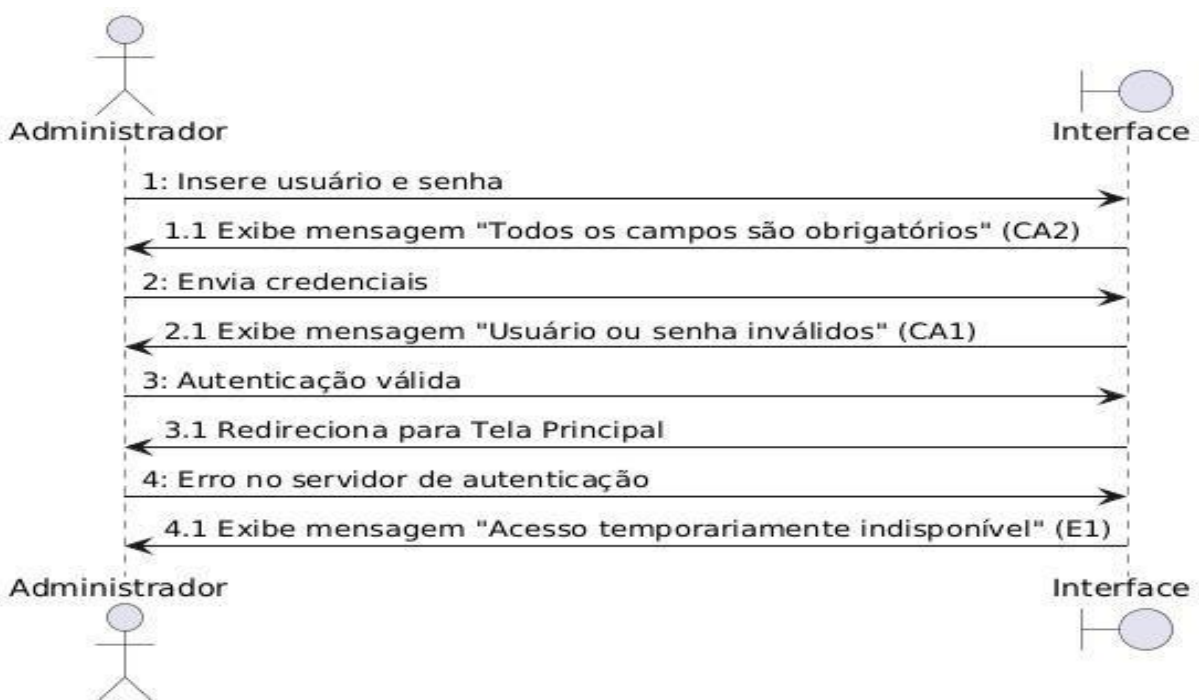 Administrador
Interface
1: Insere usuário e senha
1.1 Exibe mensagem "Todos os campos são obrigatórios" (CA2)
2: Envia credenciais
2.1 Exibe mensagem "Usuário ou senha inválidos" (CA1)
3: Autenticação válida
3.1 Redireciona para Tela Principal
4: Erro no servidor de autenticação
4.1 Exibe mensagem "Acesso temporariamente indisponível" (E1)
Administrador
Interface